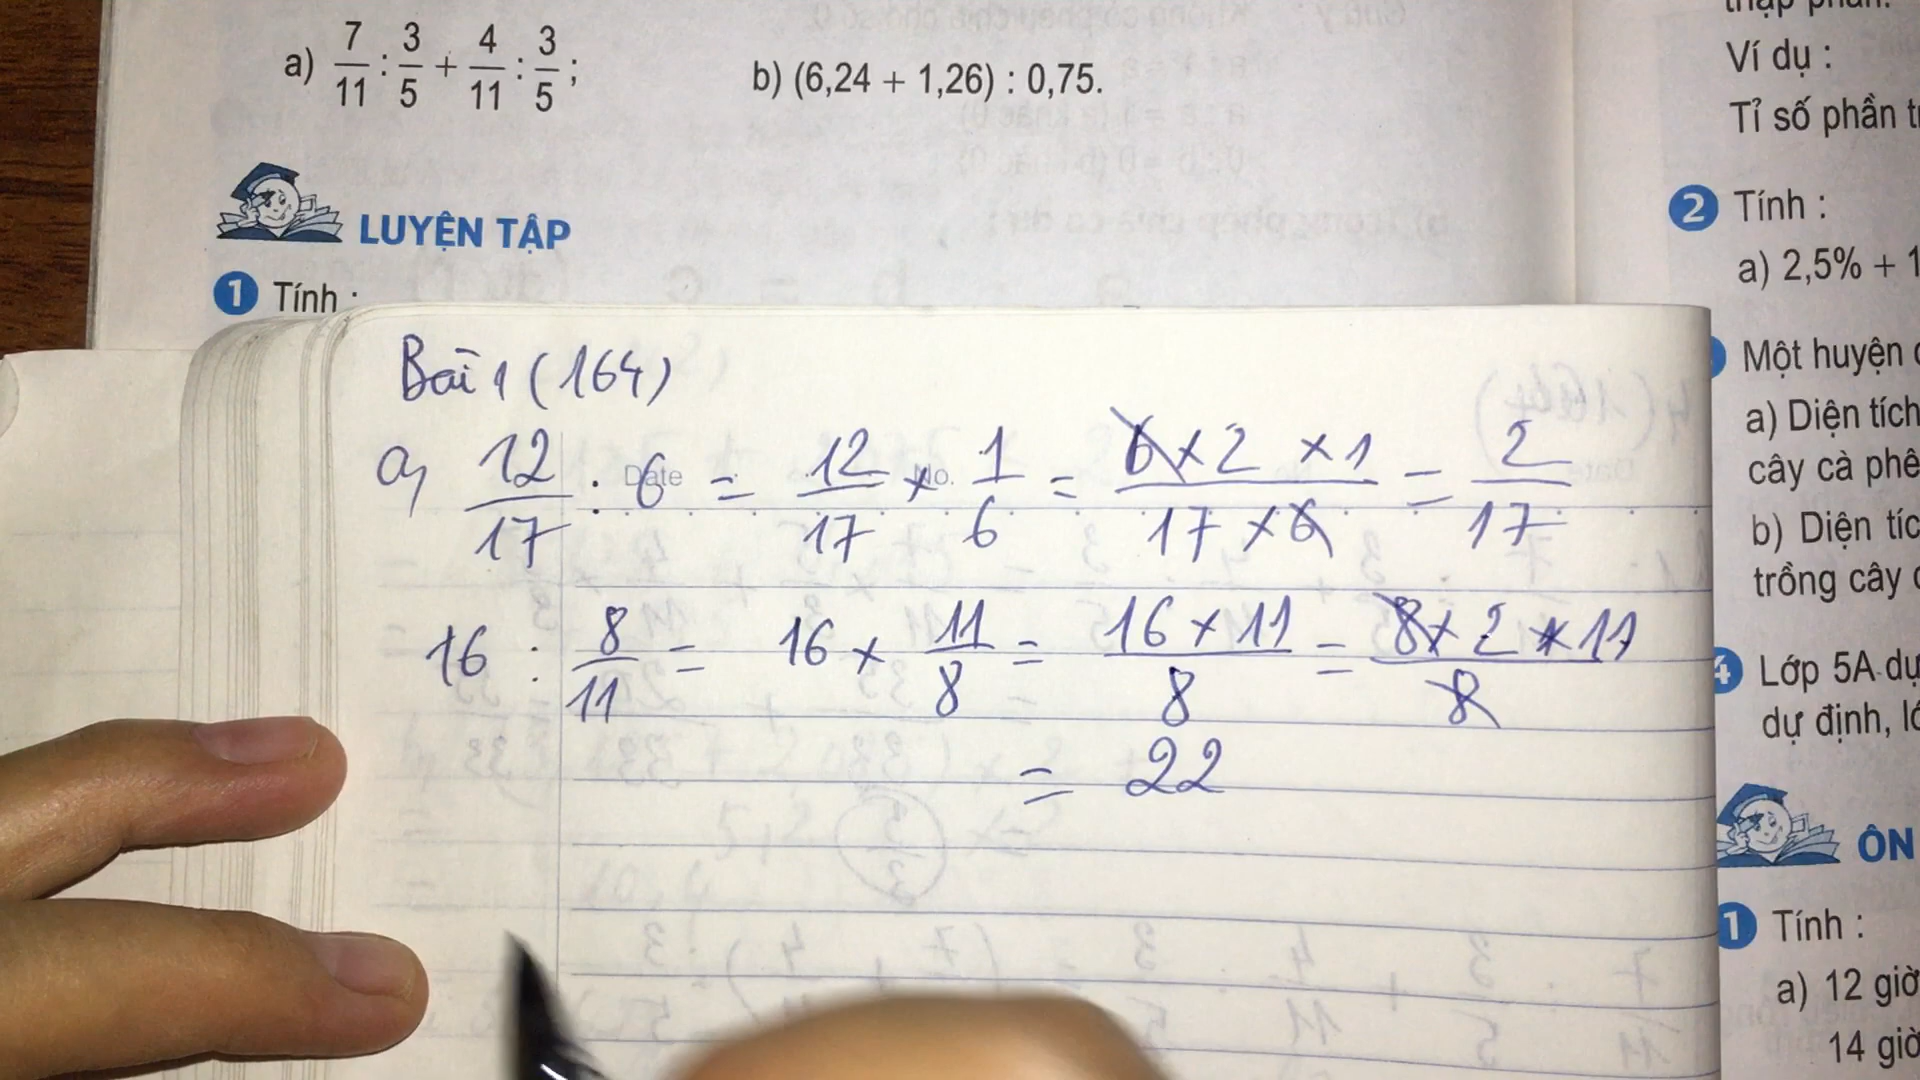 a) 7/11 : 3/5 + 4/11 : 3/5 ;
b) (6,24 + 1,26) : 0,75.
LUYỆN TẬP
1 Tính :
Bài 1 (164)
a, 12/17 : 6 = 12/17 × 1/6 = 6 × 2 × 1/17 × 6 = 2/17
Date No.
16 : 8/11 = 16 × 11/8 = 16 × 11/8 = 8 × 2 × 11/8
= 22
Ví dụ :
Tỉ số phần
2 Tính :
a) 2,5% + 1
Một huyện
a) Diện tích
cây cà phê
b) Diện
trồng cây
4 Lớp 5A dự
dự định,
ÔN
1 Tính :
a) 12 giờ
14 giờ